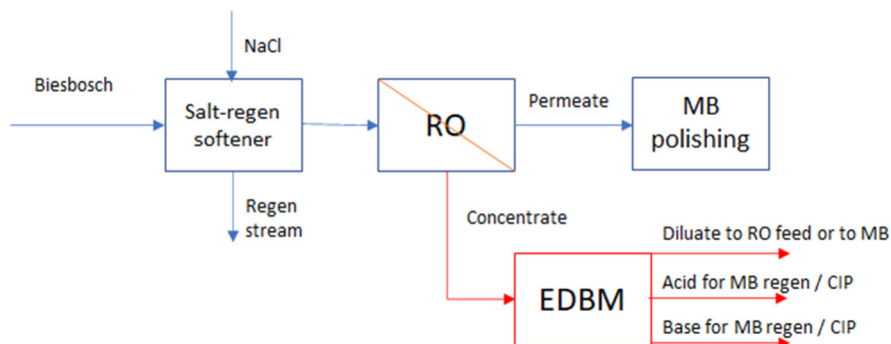 NaCl
Biesbosch
Salt-regen
softener
RO
Permeate
MB
polishing
Regen
stream
Concentrate
Diluate to RO feed or to MB
EDBM
Acid for MB regen / CIP
Base for MB regen / CIP